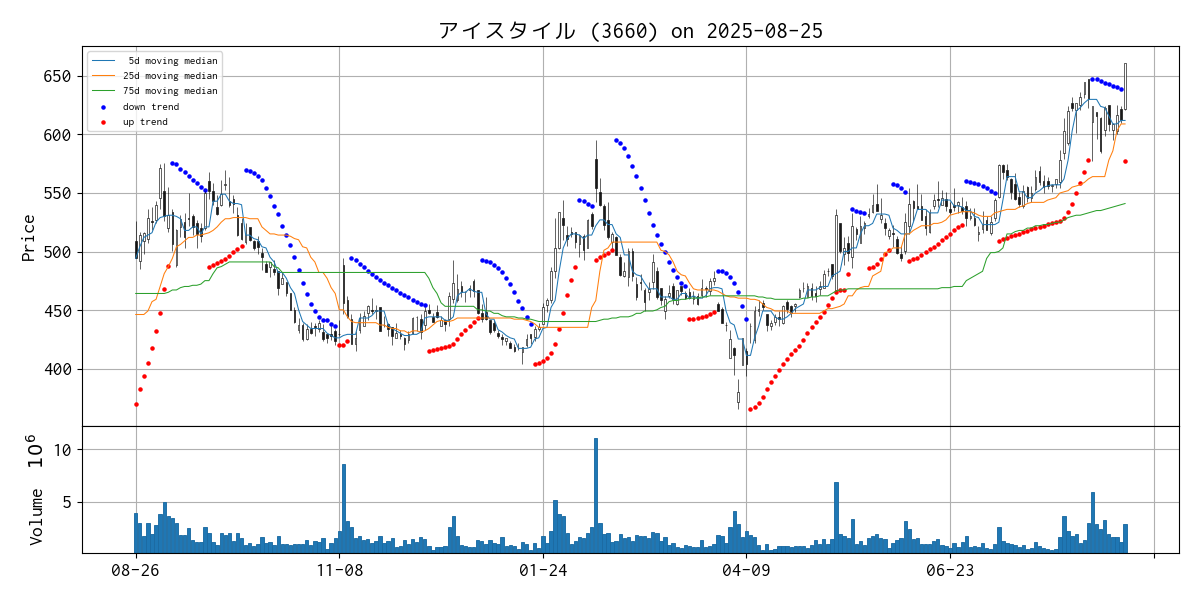 アイスタイル (3660) on 2025-08-25
5d moving median
25d moving median
75d moving median
down trend
up trend
Price
650
600
550
500
450
400
Volume 10^6
10
5
08-26 11-08 01-24 04-09 06-23